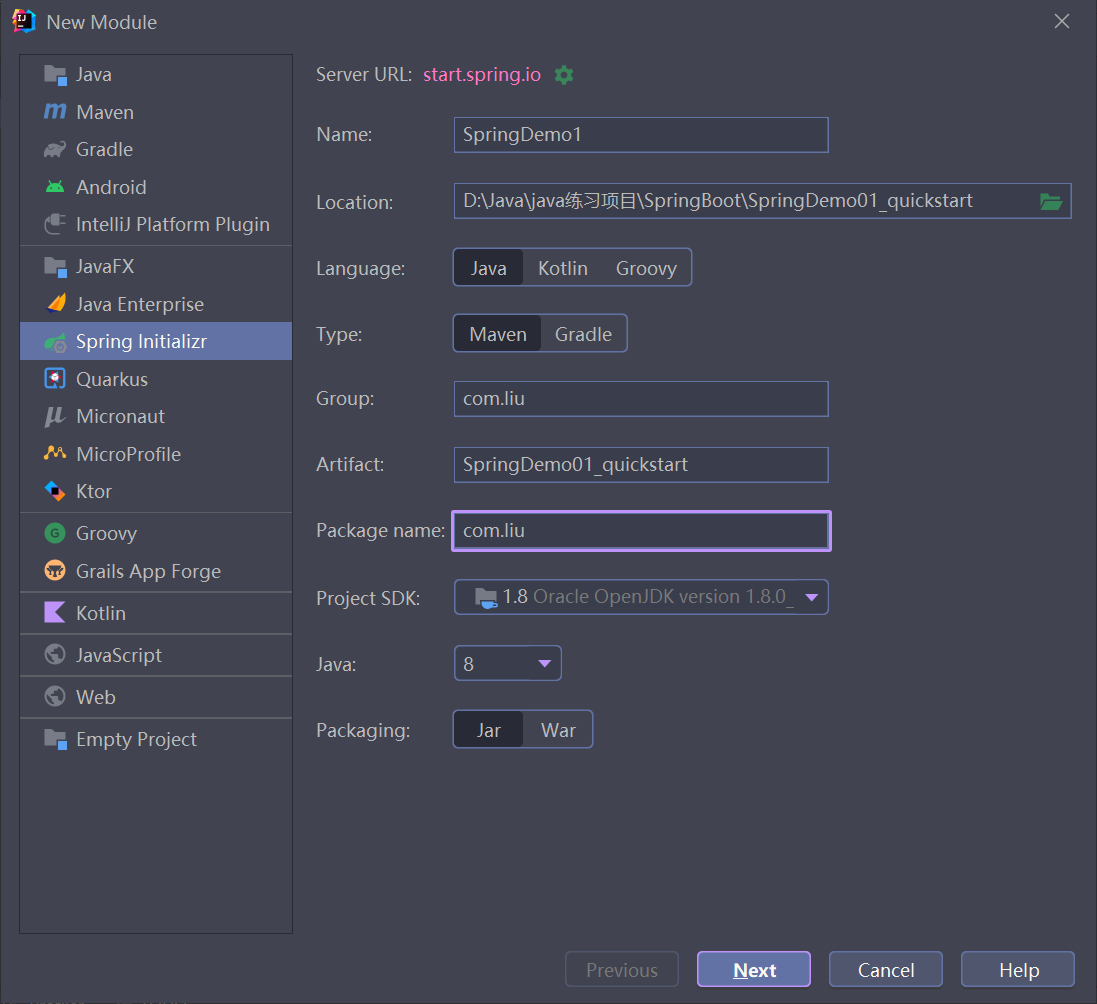 New Module
Java
Maven
Gradle
Android
IntelliJ Platform Plugin
JavaFX
Java Enterprise
Spring Initializr
Quarkus
Micronaut
MicroProfile
Ktor
Groovy
Grails App Forge
Kotlin
JavaScript
Web
Empty Project
Server URL: start.spring.io
Name: SpringDemo1
Location: D:\Java\java练习项目\SpringBoot\SpringDemo01_quickstart
Language: Java Kotlin Groovy
Type: Maven Gradle
Group: com.liu
Artifact: SpringDemo01_quickstart
Package name: com.liu
Project SDK: 1.8 Oracle OpenJDK version 1.8.0_
Java: 8
Packaging: Jar War
Previous Next Cancel Help